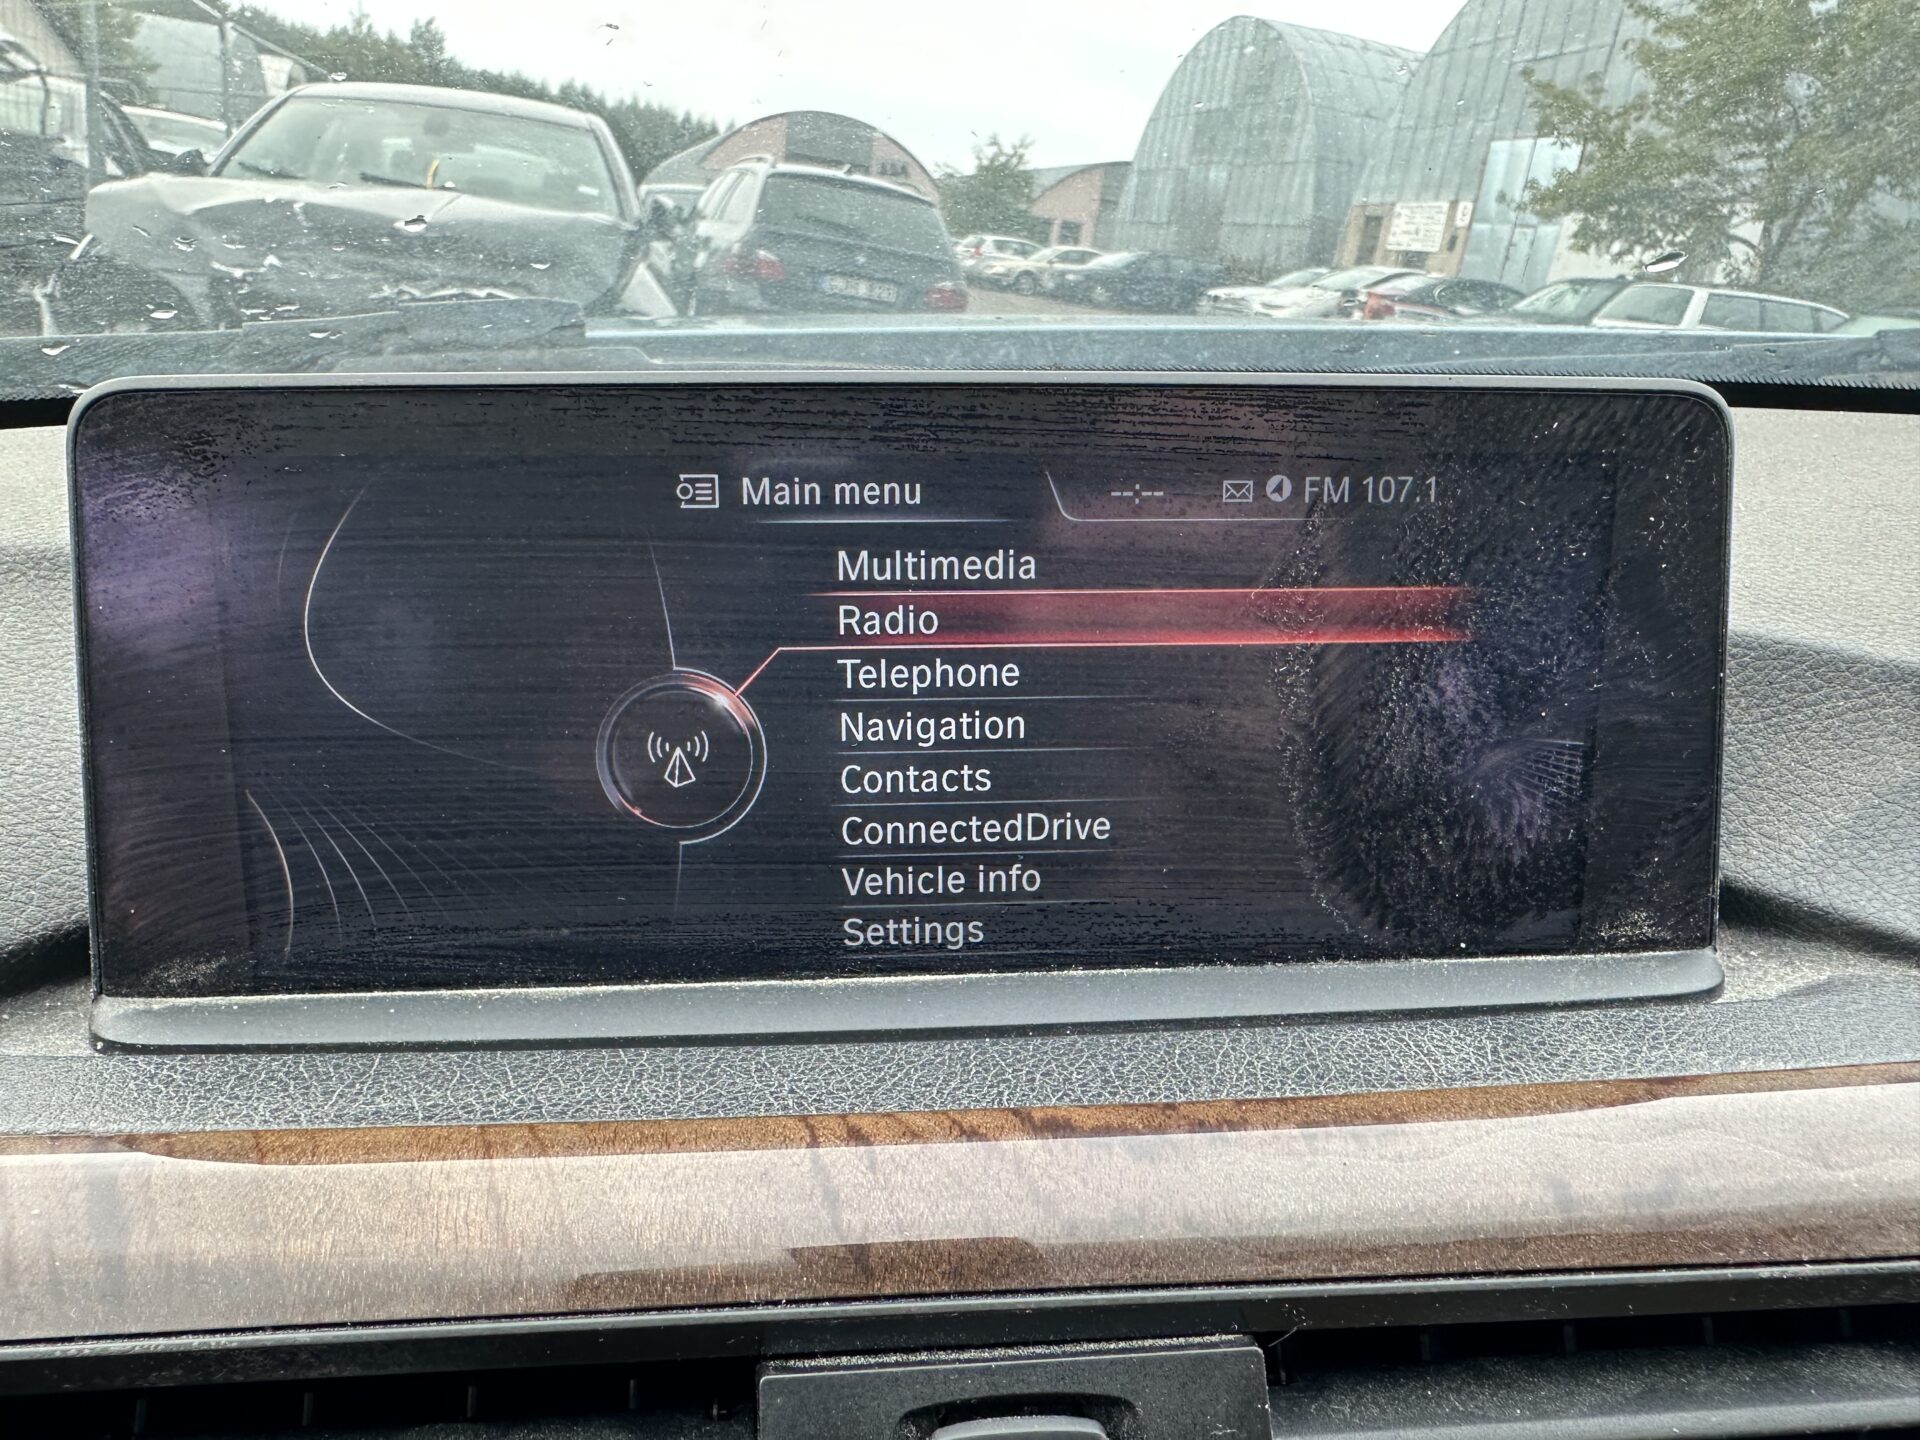 Main menu
--:-- FM 107.1
Multimedia
Radio
Telephone
Navigation
Contacts
ConnectedDrive
Vehicle info
Settings